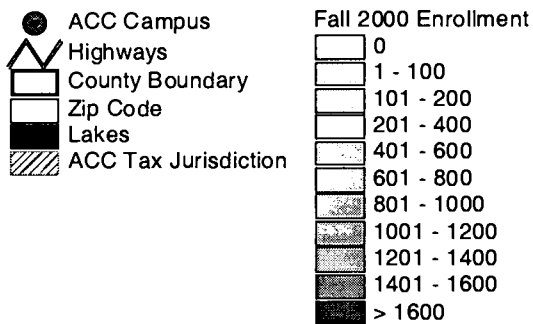 ACC Campus
Highways
County Boundary
Zip Code
Lakes
ACC Tax Jurisdiction
Fall 2000 Enrollment
0
1 - 100
101 - 200
201 - 400
401 - 600
601 - 800
801 - 1000
1001 - 1200
1201 - 1400
1401 - 1600
> 1600